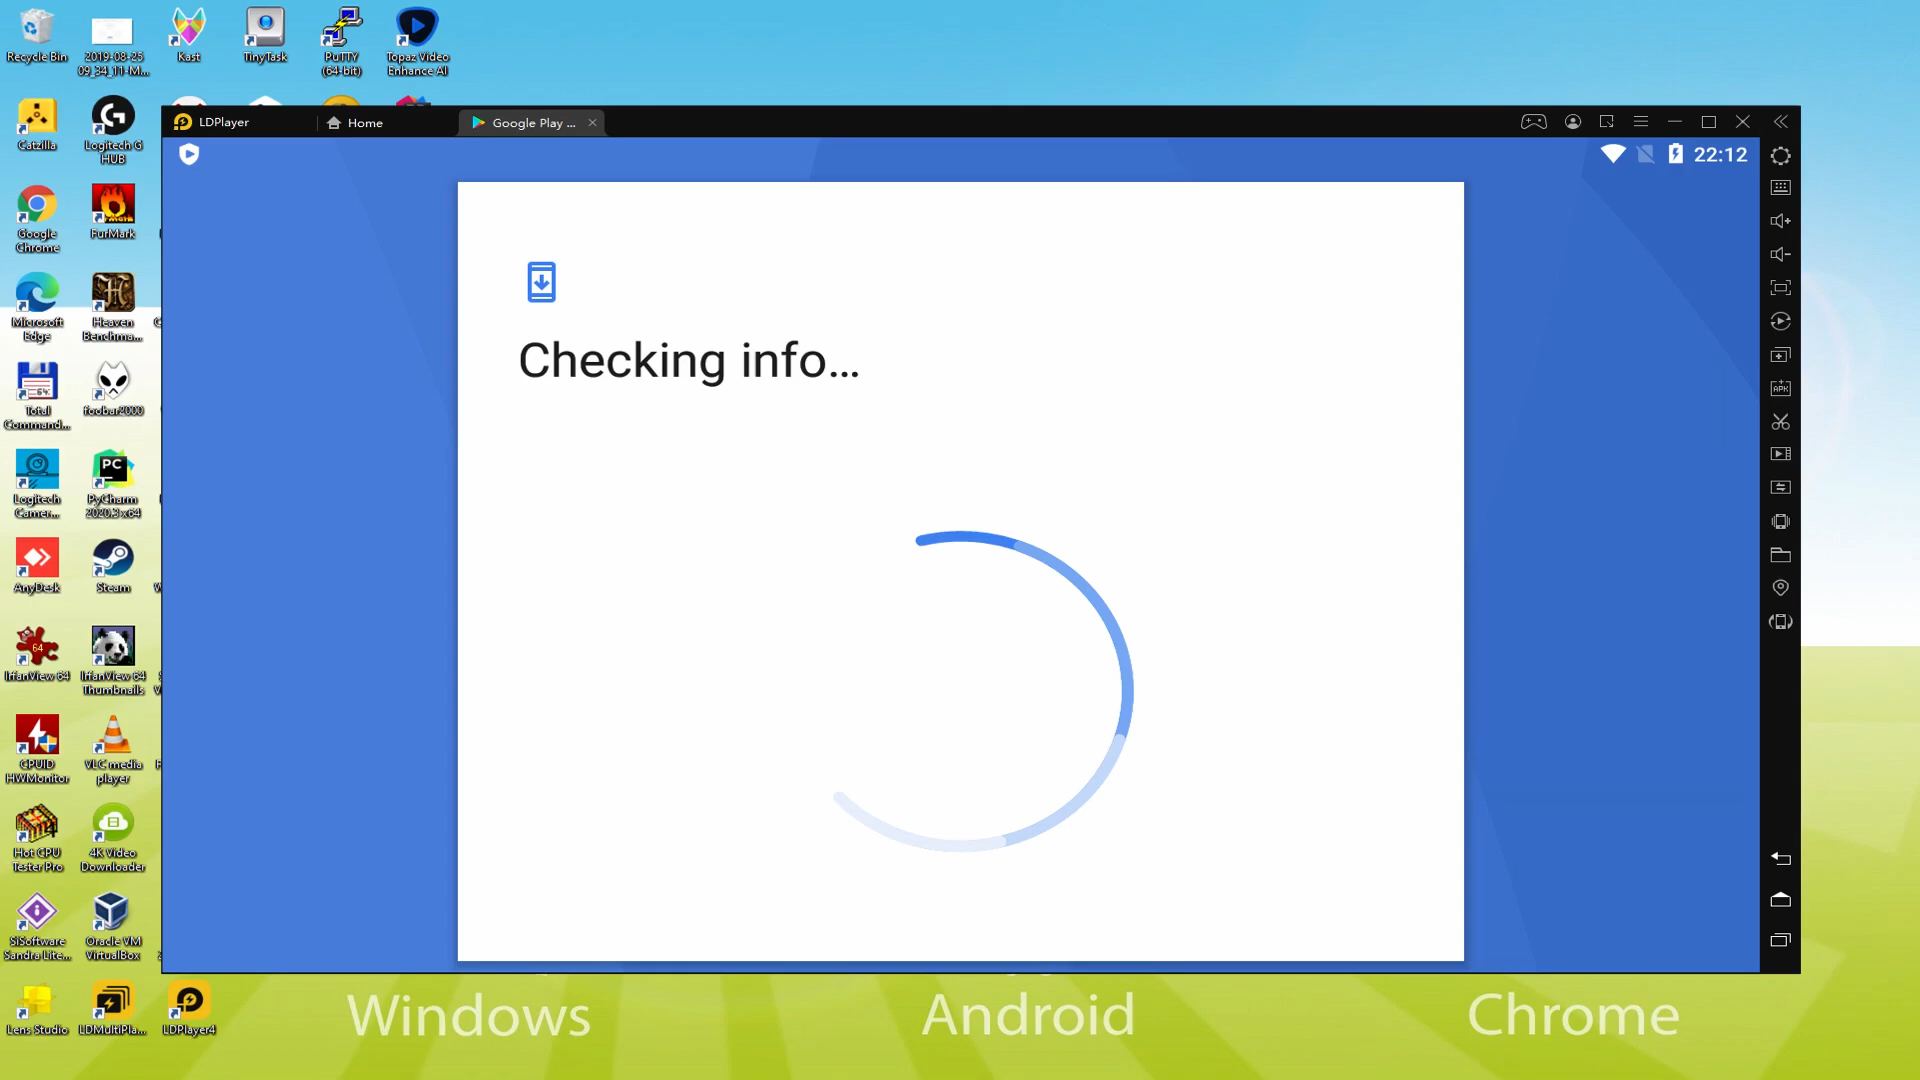 Recycle Bin
2019-08-25
09_34_11-M...
Kast
TinyTask
PuTTY
(64-bit)
Topaz Video
Enhance AI
Catzilla
Logitech G
HUB
LDPlayer
Home
Google Play ...
22:12
Google
Chrome
FurMark
Microsoft
Edge
Heaven
Benchma...
Checking info...
Total
Command...
foobar2000
APK
Logitech
Camer...
PC
PyCharm
2020.3 x64
AnyDesk
Steam
64
IrfanView 64
IrfanView 64
Thumbnails
CPUID
HWMonitor
VLC media
player
Hot CPU
Tester Pro
4K Video
Downloader
SiSoftware
Sandra Lite...
Oracle VM
VirtualBox
Lens Studio
LDMultiPla...
LDPlayer4
Windows
Android
Chrome